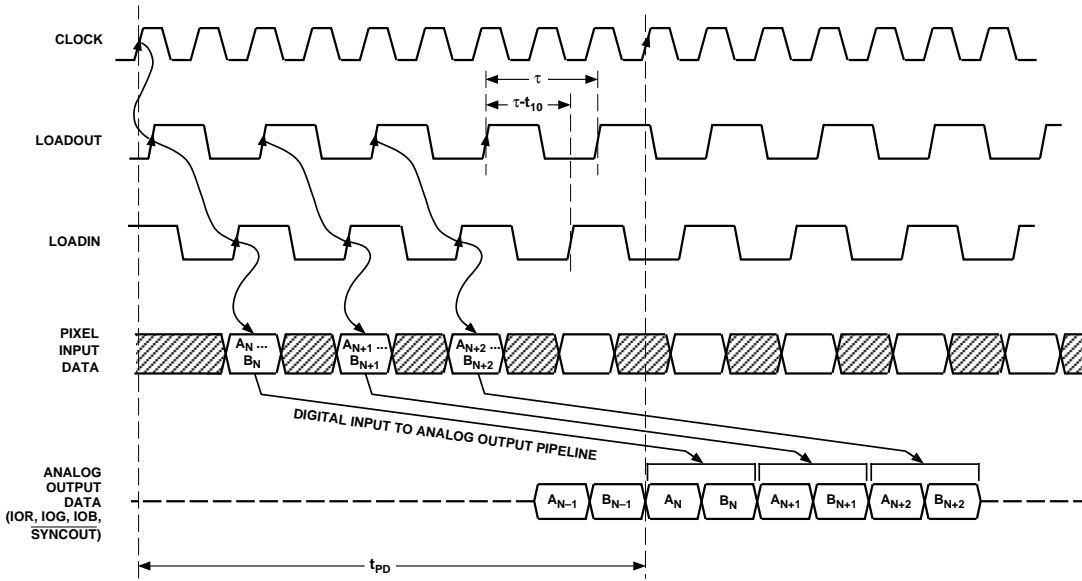 CLOCK
τ
τ-t10
LOADOUT
LOADIN
PIXEL
INPUT
DATA
AN ...
BN
AN+1 ...
BN+1
AN+2 ...
BN+2
DIGITAL INPUT TO ANALOG OUTPUT PIPELINE
ANALOG
OUTPUT
DATA
(IOR, IOG, IOB,
SYNCOUT)
AN–1 BN–1 AN BN AN+1 BN+1 AN+2 BN+2
tPD